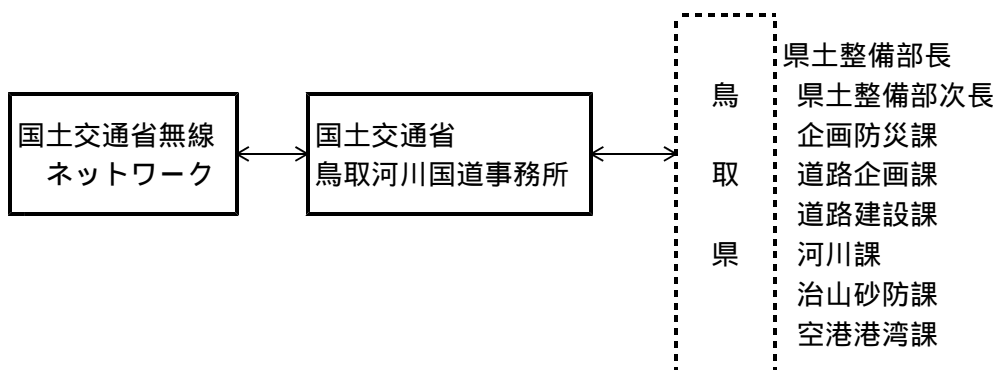 国土交通省無線
ネットワーク
国土交通省
鳥取河川国道事務所
鳥
取
県
県土整備部長
県土整備部次長
企画防災課
道路企画課
道路建設課
河川課
治山砂防課
空港港湾課